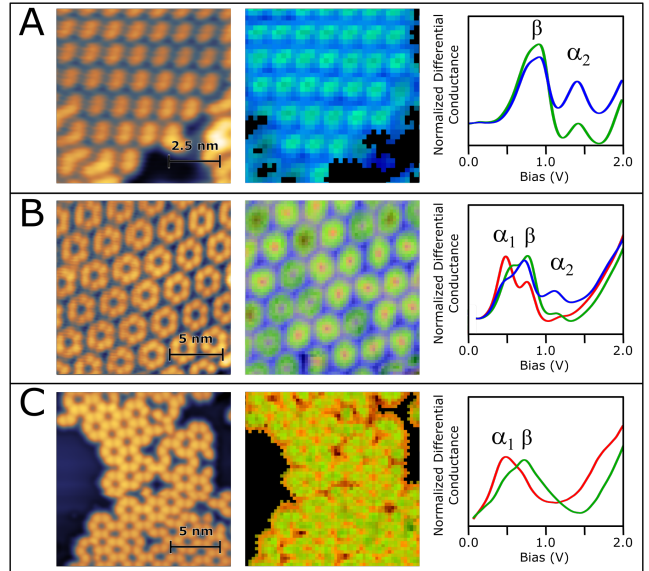 A
2.5 nm
Normalized Differential
Conductance
β
α2
0.0
1.0
2.0
Bias (V)
B
5 nm
Normalized Differential
Conductance
α1 β
α2
0.0
1.0
2.0
Bias (V)
C
5 nm
Normalized Differential
Conductance
α1 β
0.0
1.0
2.0
Bias (V)